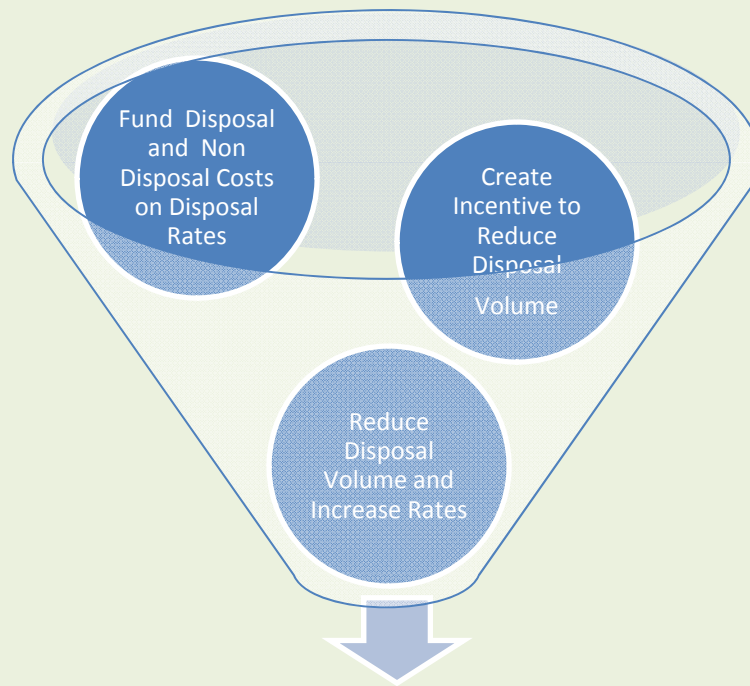 Fund Disposal
and Non
Disposal Costs
on Disposal
Rates
Create
Incentive to
Reduce
Disposal
Volume
Reduce
Disposal
Volume and
Increase Rates